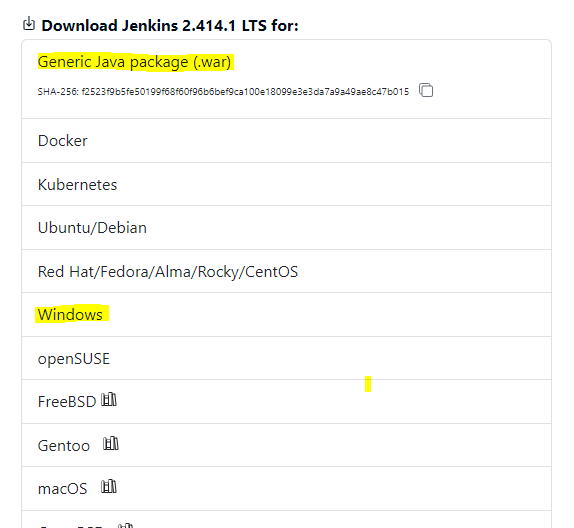 Download Jenkins 2.414.1 LTS for:
Generic Java package (.war)
SHA-256: f2523f9b5fe50199f68f60f96b6bef9ca100e18099e3e3da7a9a49ae8c47b015
Docker
Kubernetes
Ubuntu/Debian
Red Hat/Fedora/Alma/Rocky/CentOS
Windows
openSUSE
FreeBSD
Gentoo
macOS